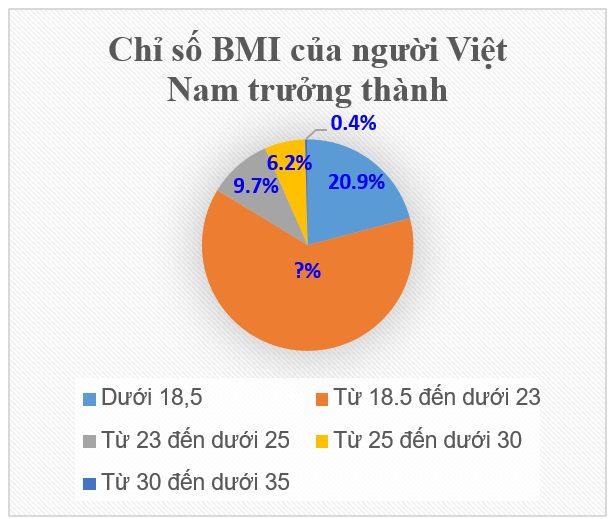 Chỉ số BMI của người Việt
Nam trưởng thành
0.4%
6.2%
20.9%
9.7%
?%
Dưới 18,5
Từ 18.5 đến dưới 23
Từ 23 đến dưới 25
Từ 25 đến dưới 30
Từ 30 đến dưới 35